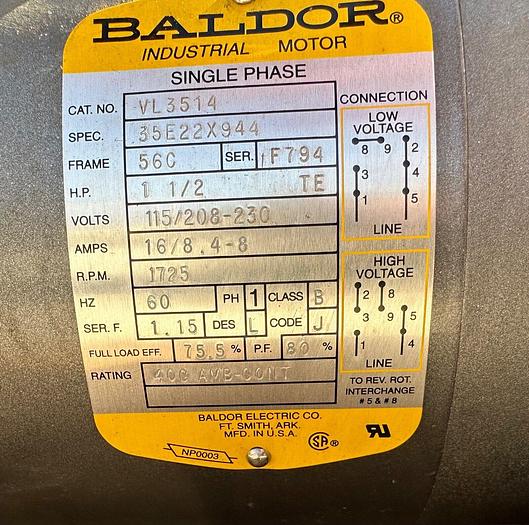 BALDOR®
INDUSTRIAL MOTOR
SINGLE PHASE
CAT. NO. VL3514
SPEC. 35E22X944
FRAME 56C SER. F794
H.P. 1 1/2 TE
VOLTS 115/208-230
AMPS 16/8.4-8
R.P.M. 1725
HZ 60 PH 1 CLASS B
SER. F. 1.15 DES L CODE J
FULL LOAD EFF. 75.5 % P.F. 80 %
RATING 40C AMB-CONT
CONNECTION
LOW
VOLTAGE
8 9 2
3 4
1 5
LINE
HIGH
VOLTAGE
2 8
3 9 5
1 4
LINE
TO REV. ROT.
INTERCHANGE
#5 & #8
BALDOR ELECTRIC CO.
FT. SMITH, ARK.
MFD. IN U.S.A.
NP0003
SA®
RU